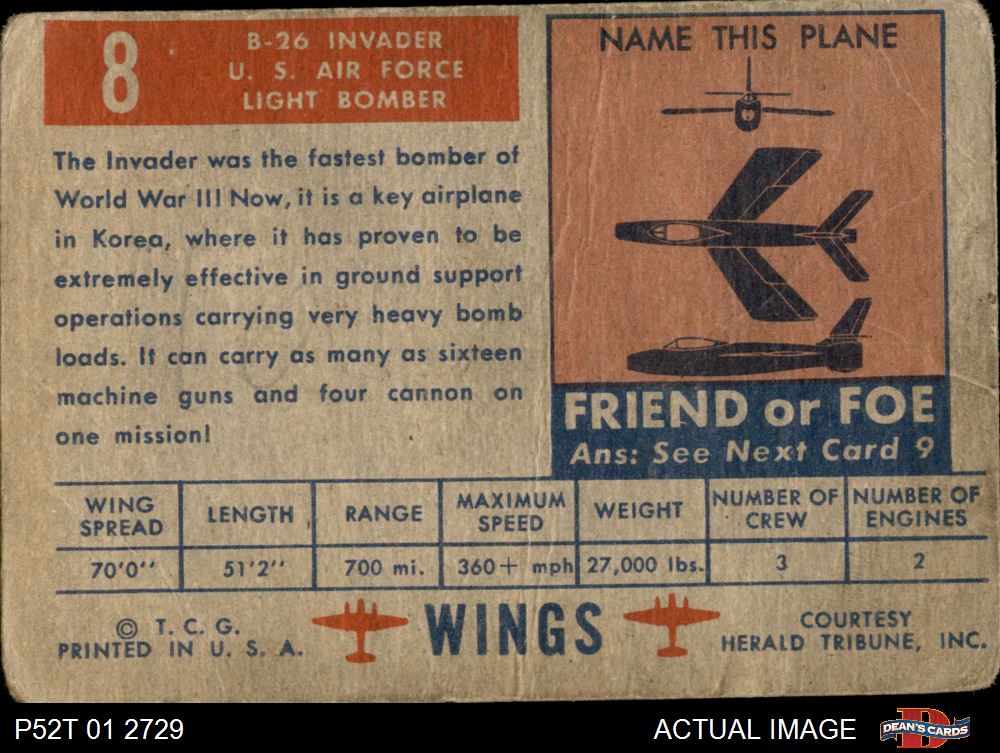 8
B-26 INVADER
U. S. AIR FORCE
LIGHT BOMBER
The Invader was the fastest bomber of
World War II! Now, it is a key airplane
in Korea, where it has proven to be
extremely effective in ground support
operations carrying very heavy bomb
loads. It can carry as many as sixteen
machine guns and four cannon on
one mission!
NAME THIS PLANE
FRIEND or FOE
Ans: See Next Card 9
WING SPREAD
LENGTH
RANGE
MAXIMUM SPEED
WEIGHT
NUMBER OF CREW
NUMBER OF ENGINES
70'0"
51'2"
700 mi.
360+ mph
27,000 lbs.
3
2
© T. C. G.
PRINTED IN U. S. A.
WINGS
COURTESY
HERALD TRIBUNE, INC.
P52T 01 2729
ACTUAL IMAGE
D
DEAN'S CARDS